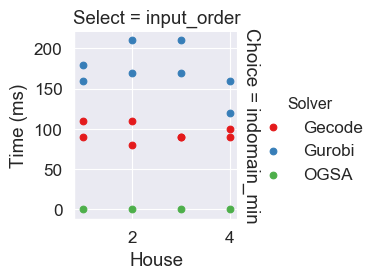 Select = input_order
200
150
100
50
0
Time (ms)
2
4
House
Choice = indomain_min
Solver
Gecode
Gurobi
OGSA